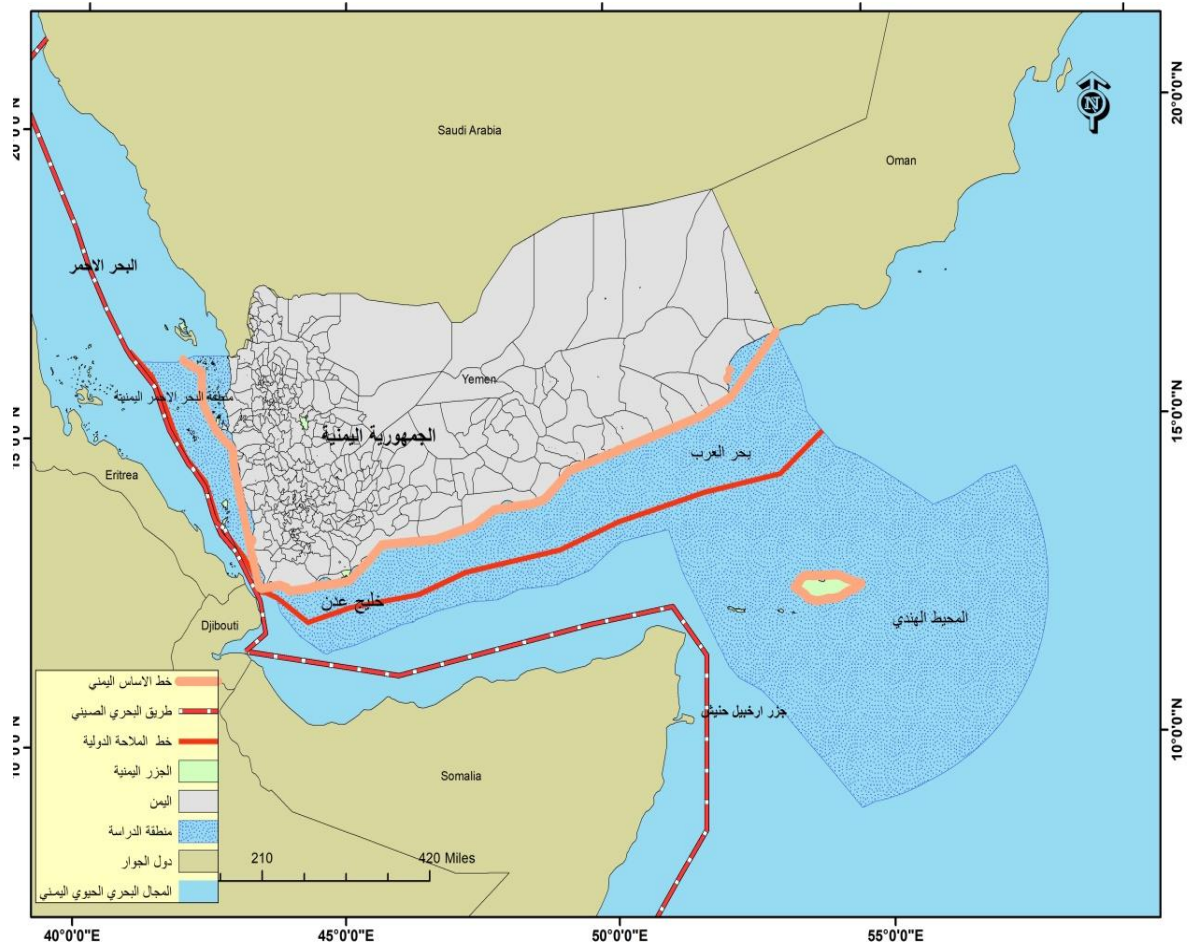 20°0'0"N
20°0'0"N
N
Saudi Arabia
Oman
البحر الاحمر
منطقة البحر الاحمر اليمنية
Yemen
الجمهورية اليمنية
15°0'0"N
بحر العرب
Eritrea
خليج عدن
المحيط الهندي
Djibouti
جزر ارخبيل حنيش
10°0'0"N
Somalia
خط الاساس اليمني
طريق البحري الصيني
خط الملاحة الدولية
الجزر اليمنية
اليمن
منطقة الدراسة
دول الجوار
المجال البحري الحيوي اليمني
210
420 Miles
40°0'0"E
45°0'0"E
50°0'0"E
55°0'0"E